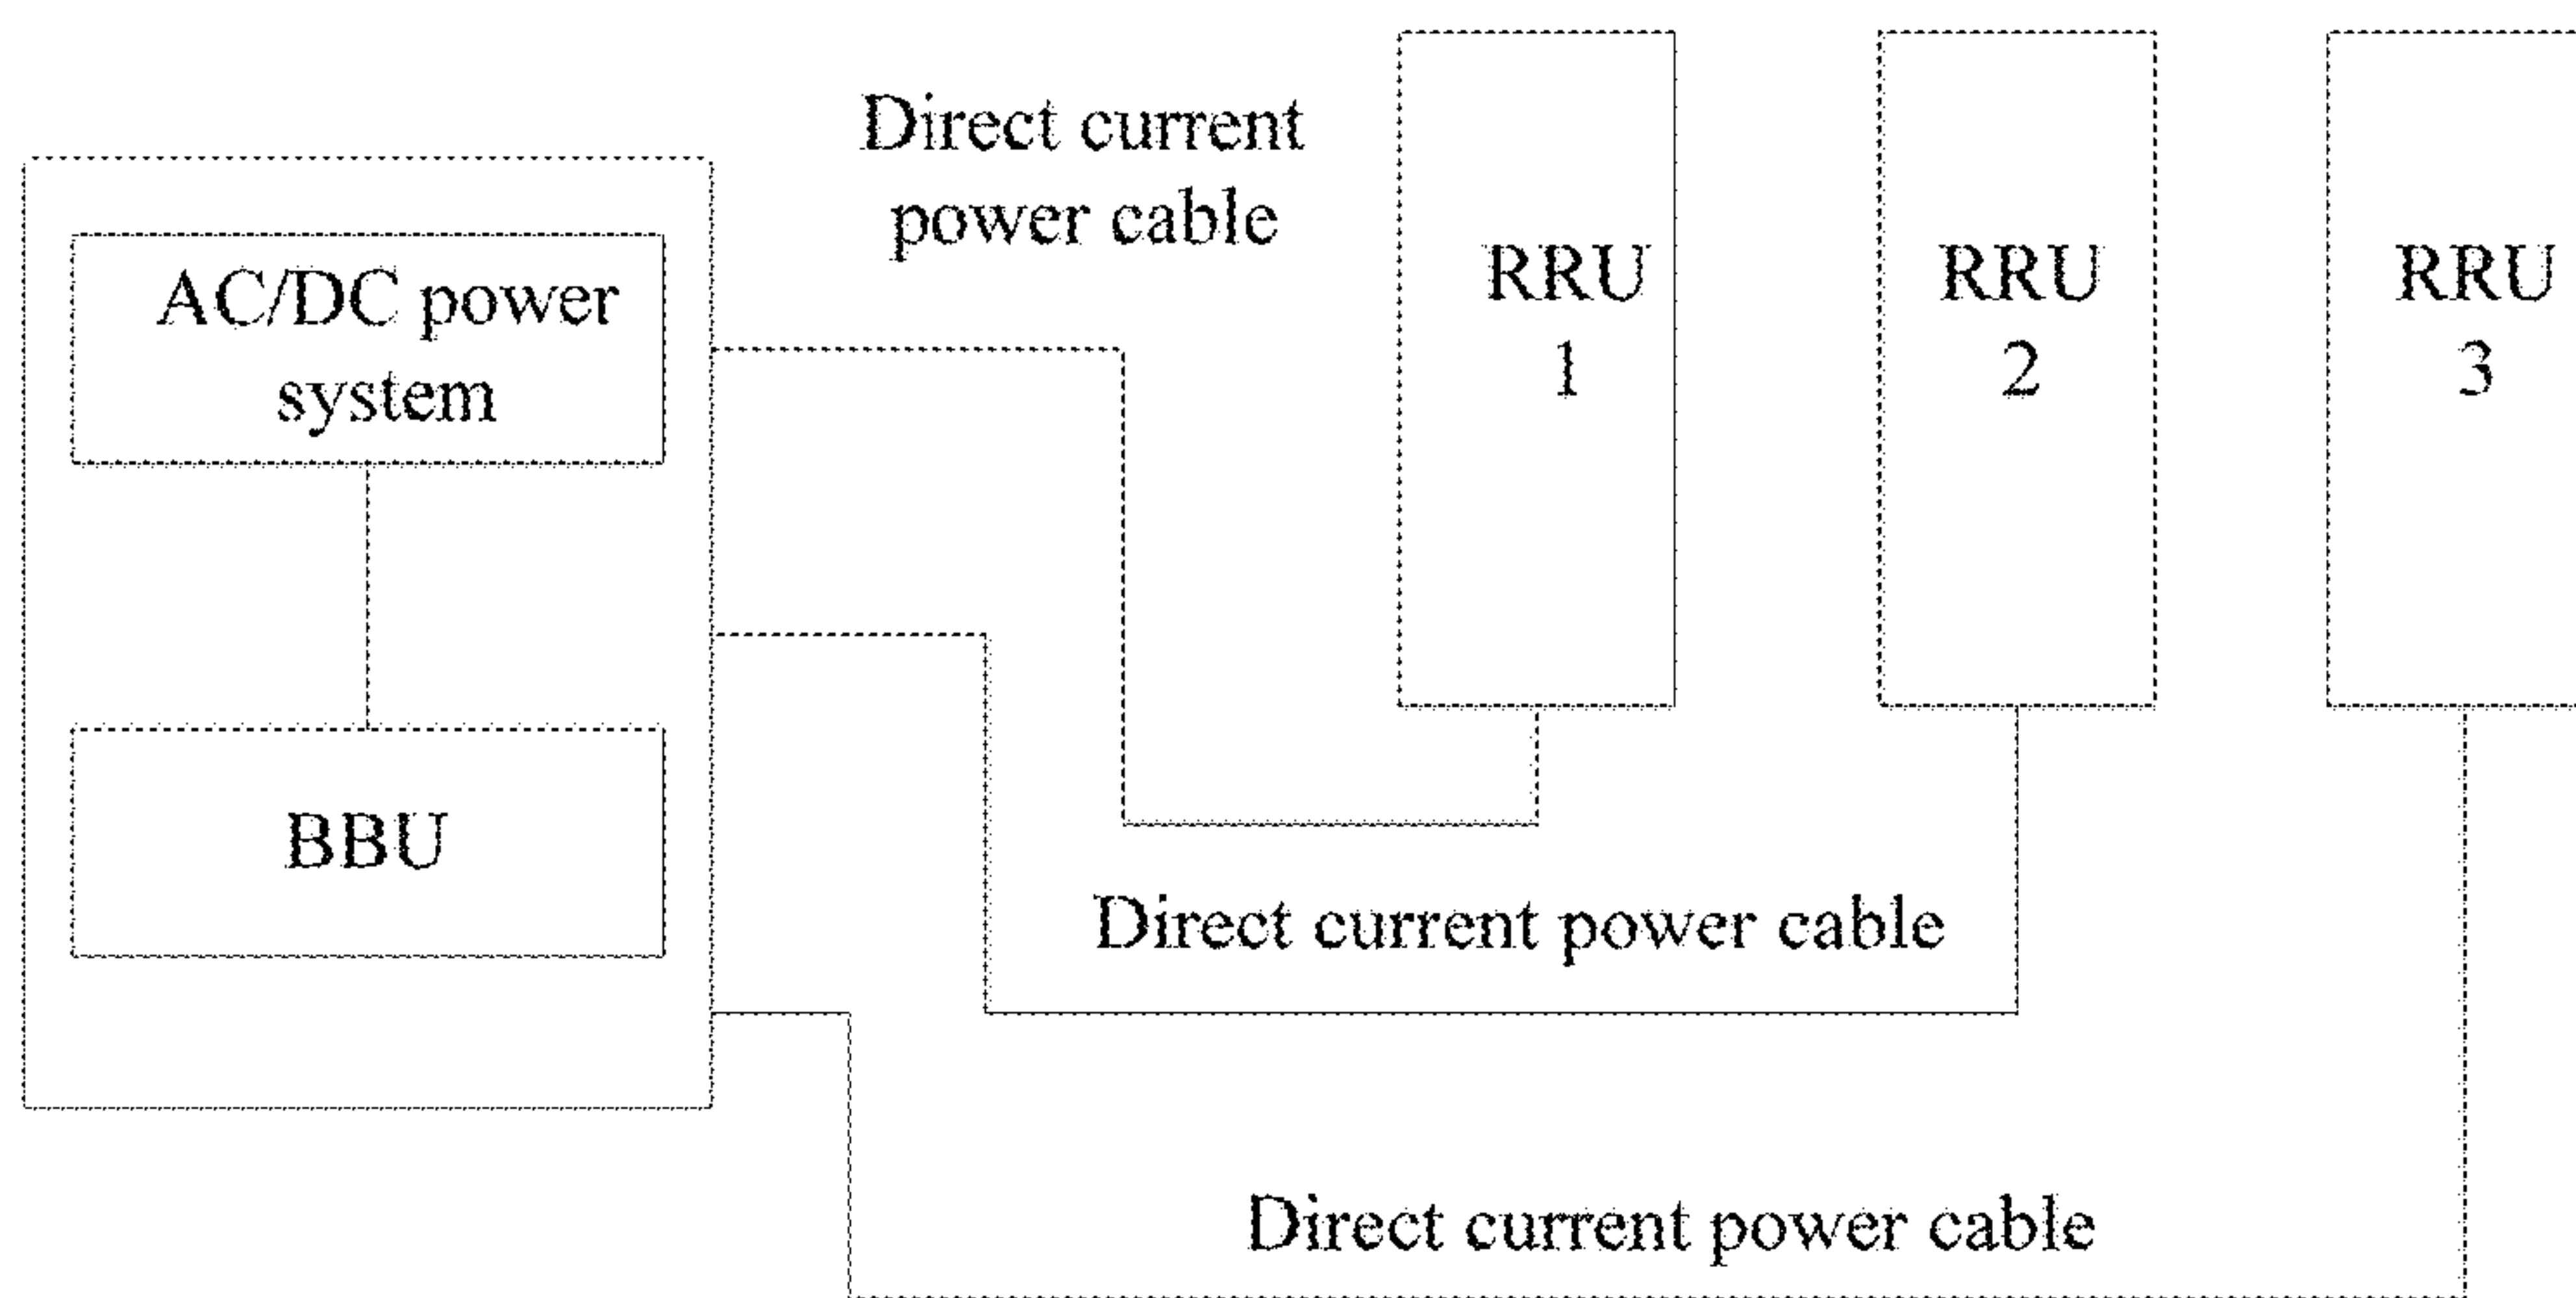 Direct current
power cable
AC/DC power
system
BBU
RRU
1
RRU
2
RRU
3
Direct current power cable
Direct current power cable